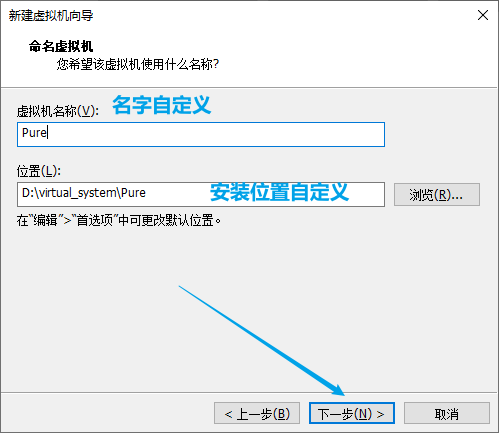 新建虚拟机向导
命名虚拟机
您希望该虚拟机使用什么名称?
虚拟机名称(V): 名字自定义
Pure
位置(L):
D:\virtual_system\Pure 安装位置自定义 浏览(R)...
在“编辑”>“首选项”中可更改默认位置。
< 上一步(B) 下一步(N) > 取消